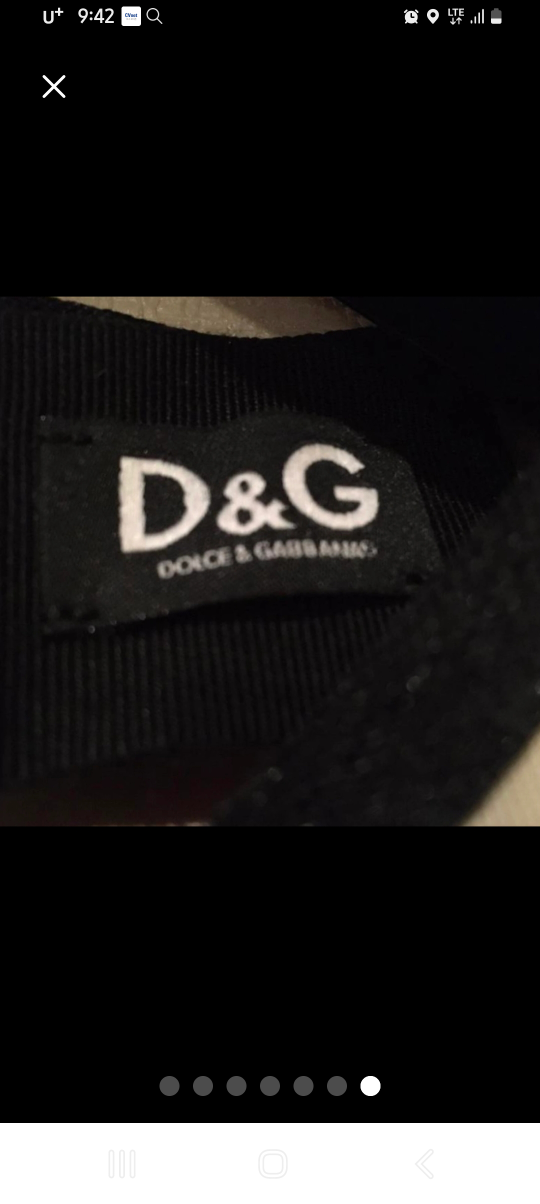 U+ 9:42
LTE
D&G
DOLCE & GABBANA